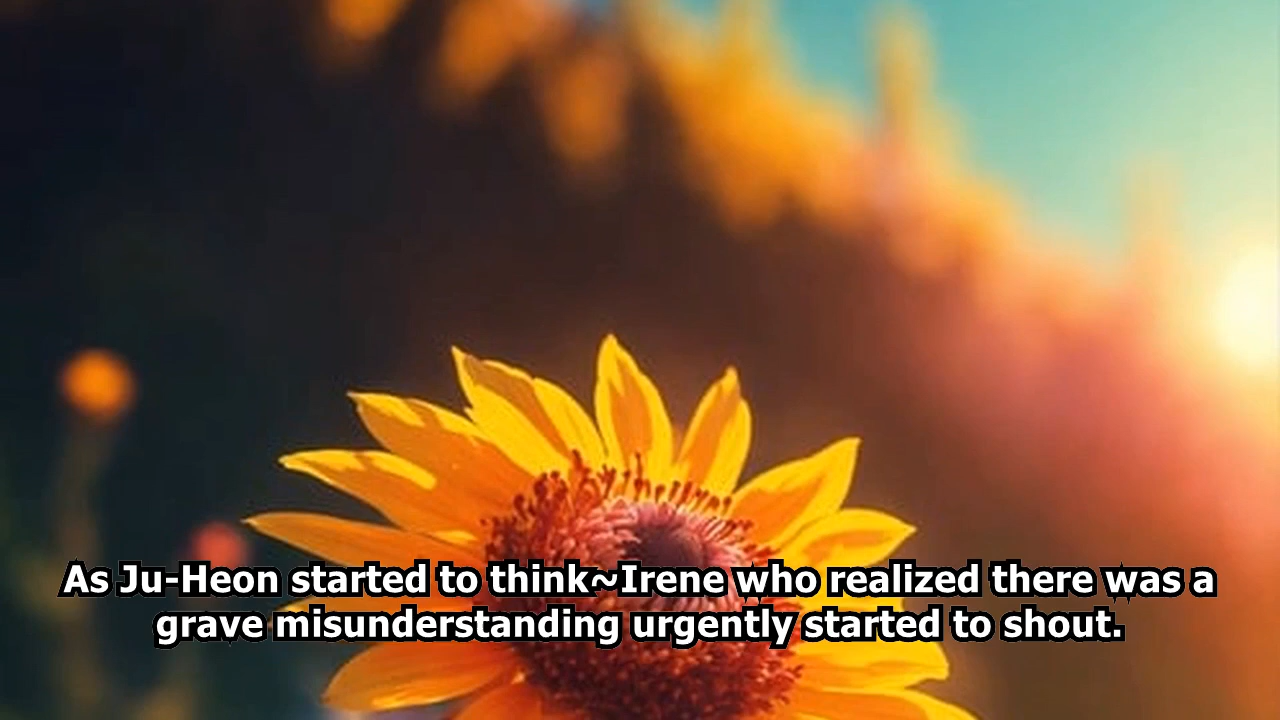 As Ju-Heon started to think~Irene who realized there was a
grave misunderstanding urgently started to shout.